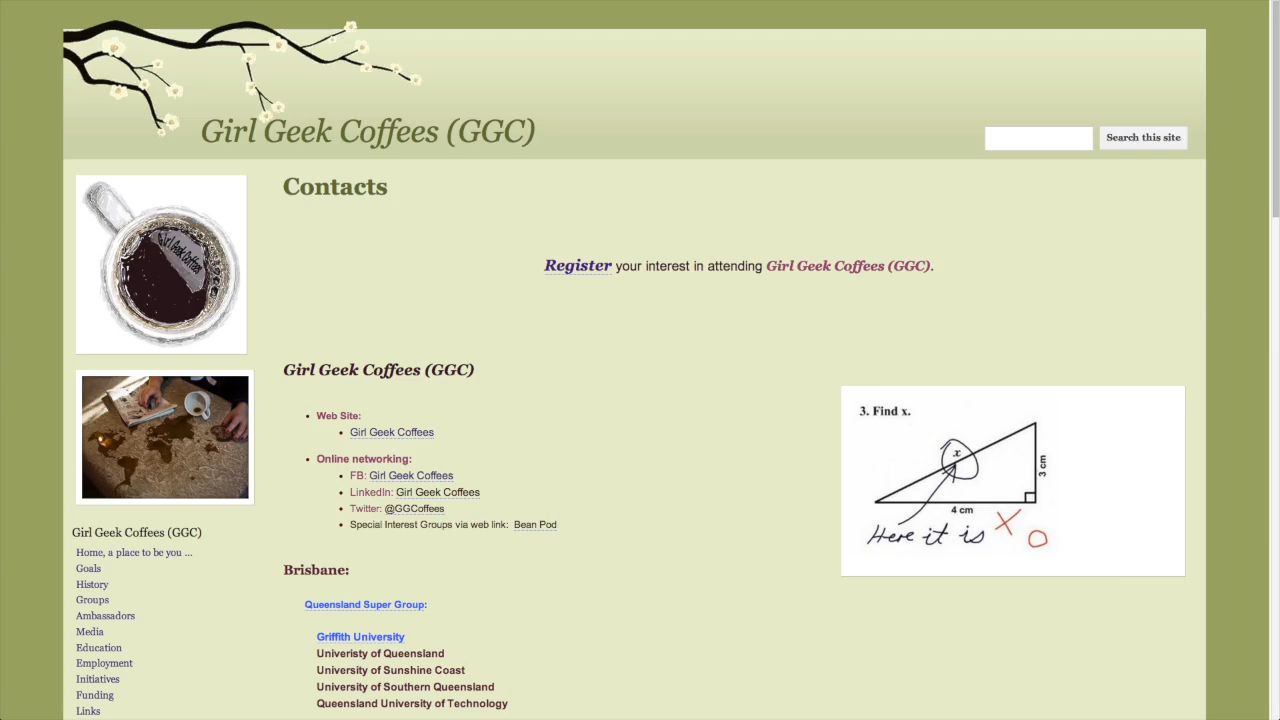 Girl Geek Coffees (GGC)
Search this site
Girl Geek Coffees
Contacts
Register your interest in attending Girl Geek Coffees (GGC).
Girl Geek Coffees (GGC)
Web Site:
Girl Geek Coffees
Online networking:
FB: Girl Geek Coffees
LinkedIn: Girl Geek Coffees
Twitter: @GGCoffees
Special Interest Groups via web link: Bean Pod
3. Find x.
x
3 cm
4 cm
Here it is X O
Brisbane:
Queensland Super Group:
Griffith University
Univeristy of Queensland
University of Sunshine Coast
University of Southern Queensland
Queensland University of Technology
Girl Geek Coffees (GGC)
Home, a place to be you ...
Goals
History
Groups
Ambassadors
Media
Education
Employment
Initiatives
Funding
Links